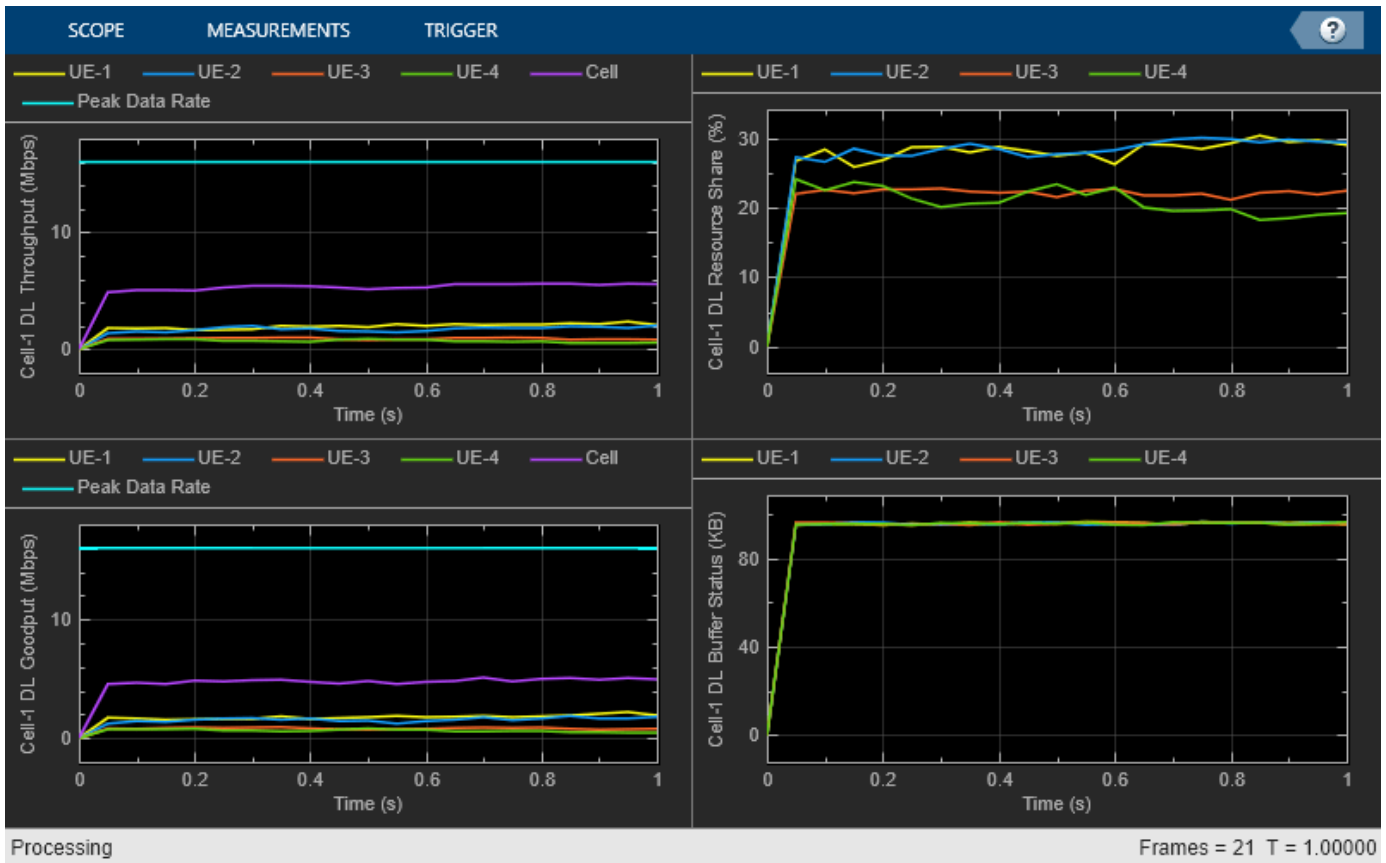 SCOPE MEASUREMENTS TRIGGER ?
UE-1 UE-2 UE-3 UE-4 Cell
Peak Data Rate
Cell-1 DL Throughput (Mbps)
10
0
0 0.2 0.4 0.6 0.8 1
Time (s)
UE-1 UE-2 UE-3 UE-4
Cell-1 DL Resource Share (%)
30
20
10
0
0 0.2 0.4 0.6 0.8 1
Time (s)
UE-1 UE-2 UE-3 UE-4 Cell
Peak Data Rate
Cell-1 DL Goodput (Mbps)
10
0
0 0.2 0.4 0.6 0.8 1
Time (s)
UE-1 UE-2 UE-3 UE-4
Cell-1 DL Buffer Status (KB)
80
40
0
0 0.2 0.4 0.6 0.8 1
Time (s)
Processing Frames = 21 T = 1.00000